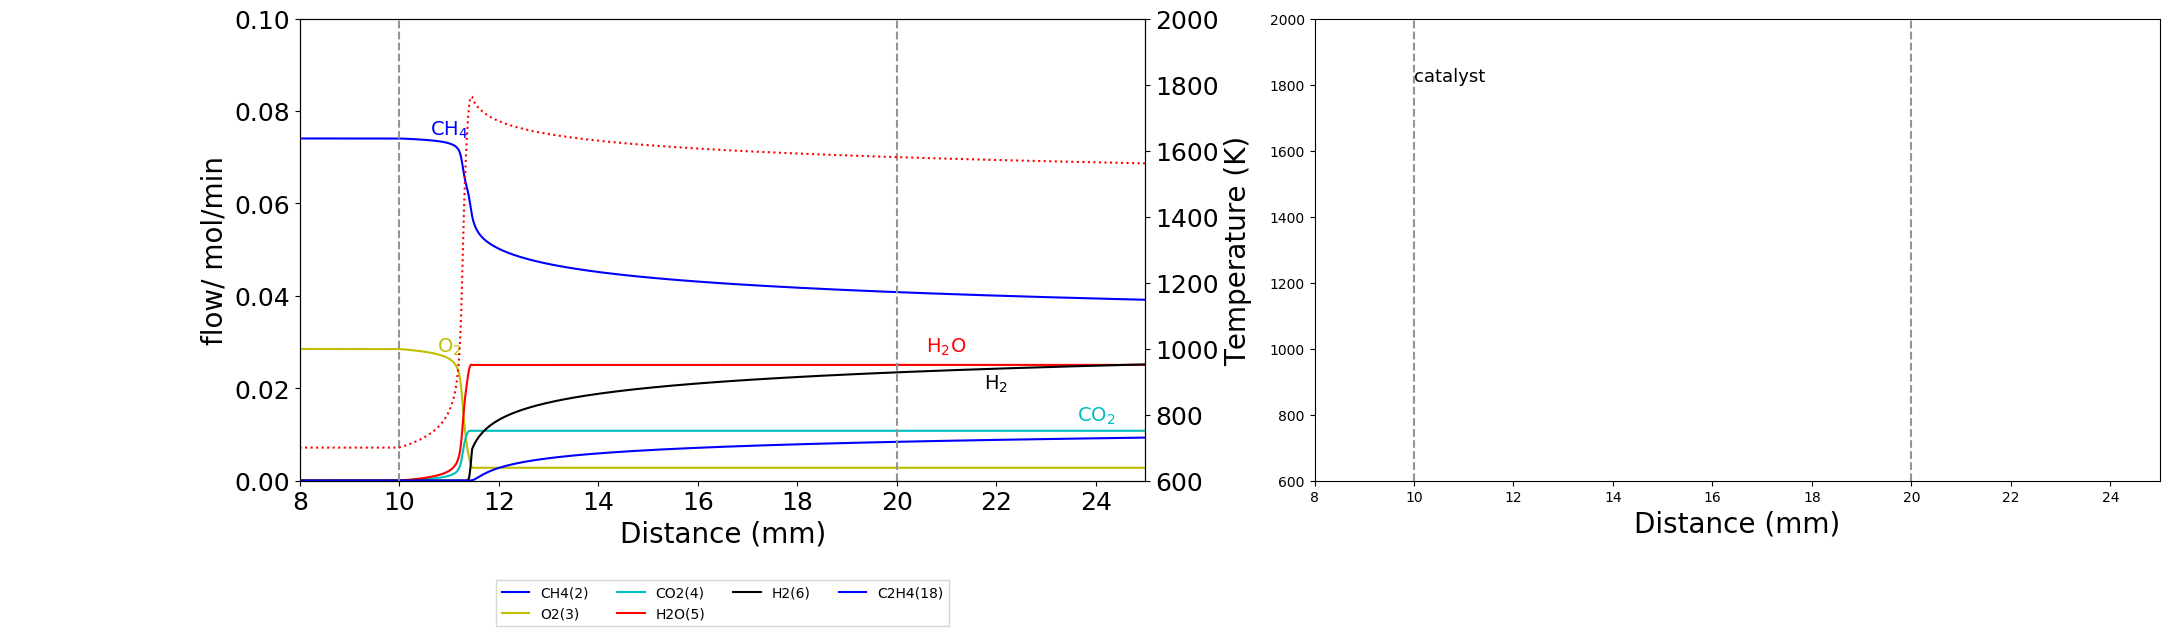 0.10
0.08
0.06
0.04
0.02
0.00
flow/ mol/min
8 10 12 14 16 18 20 22 24
Distance (mm)
CH₄
O₂
H₂O
H₂
CO₂
2000
1800
1600
1400
1200
1000
800
600
Temperature (K)
CH4(2) CO2(4) H2(6) C2H4(18)
O2(3) H2O(5)
2000
1800
1600
1400
1200
1000
800
600
catalyst
8 10 12 14 16 18 20 22 24
Distance (mm)